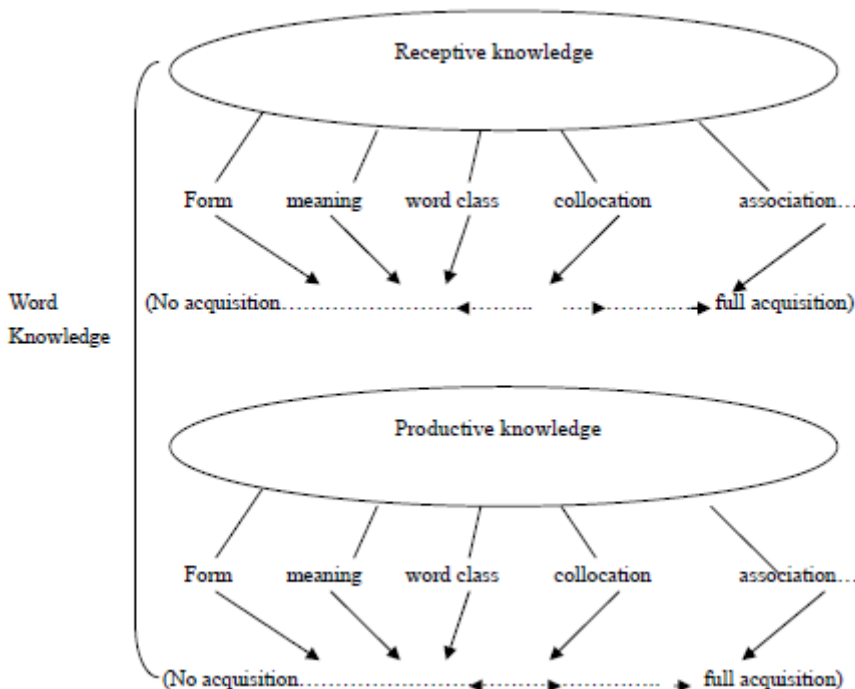 Receptive knowledge
Form meaning word class collocation association…
Word
Knowledge
(No acquisition…………………………………… full acquisition)
Productive knowledge
Form meaning word class collocation association…
(No acquisition…………………………………… full acquisition)